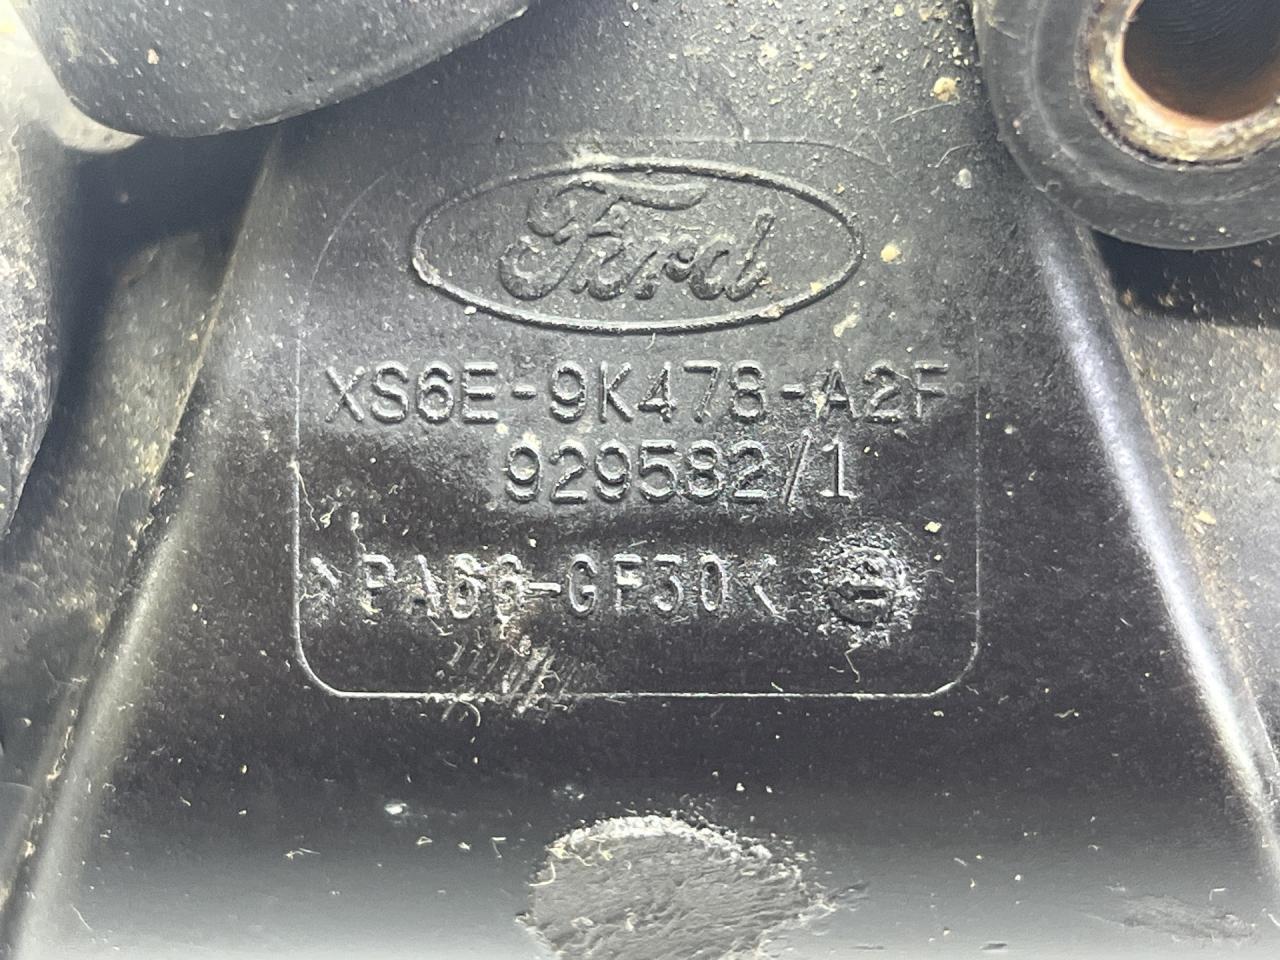 Ford
XS6E-9K478-A2F
929582/1
>PA66-GF30<